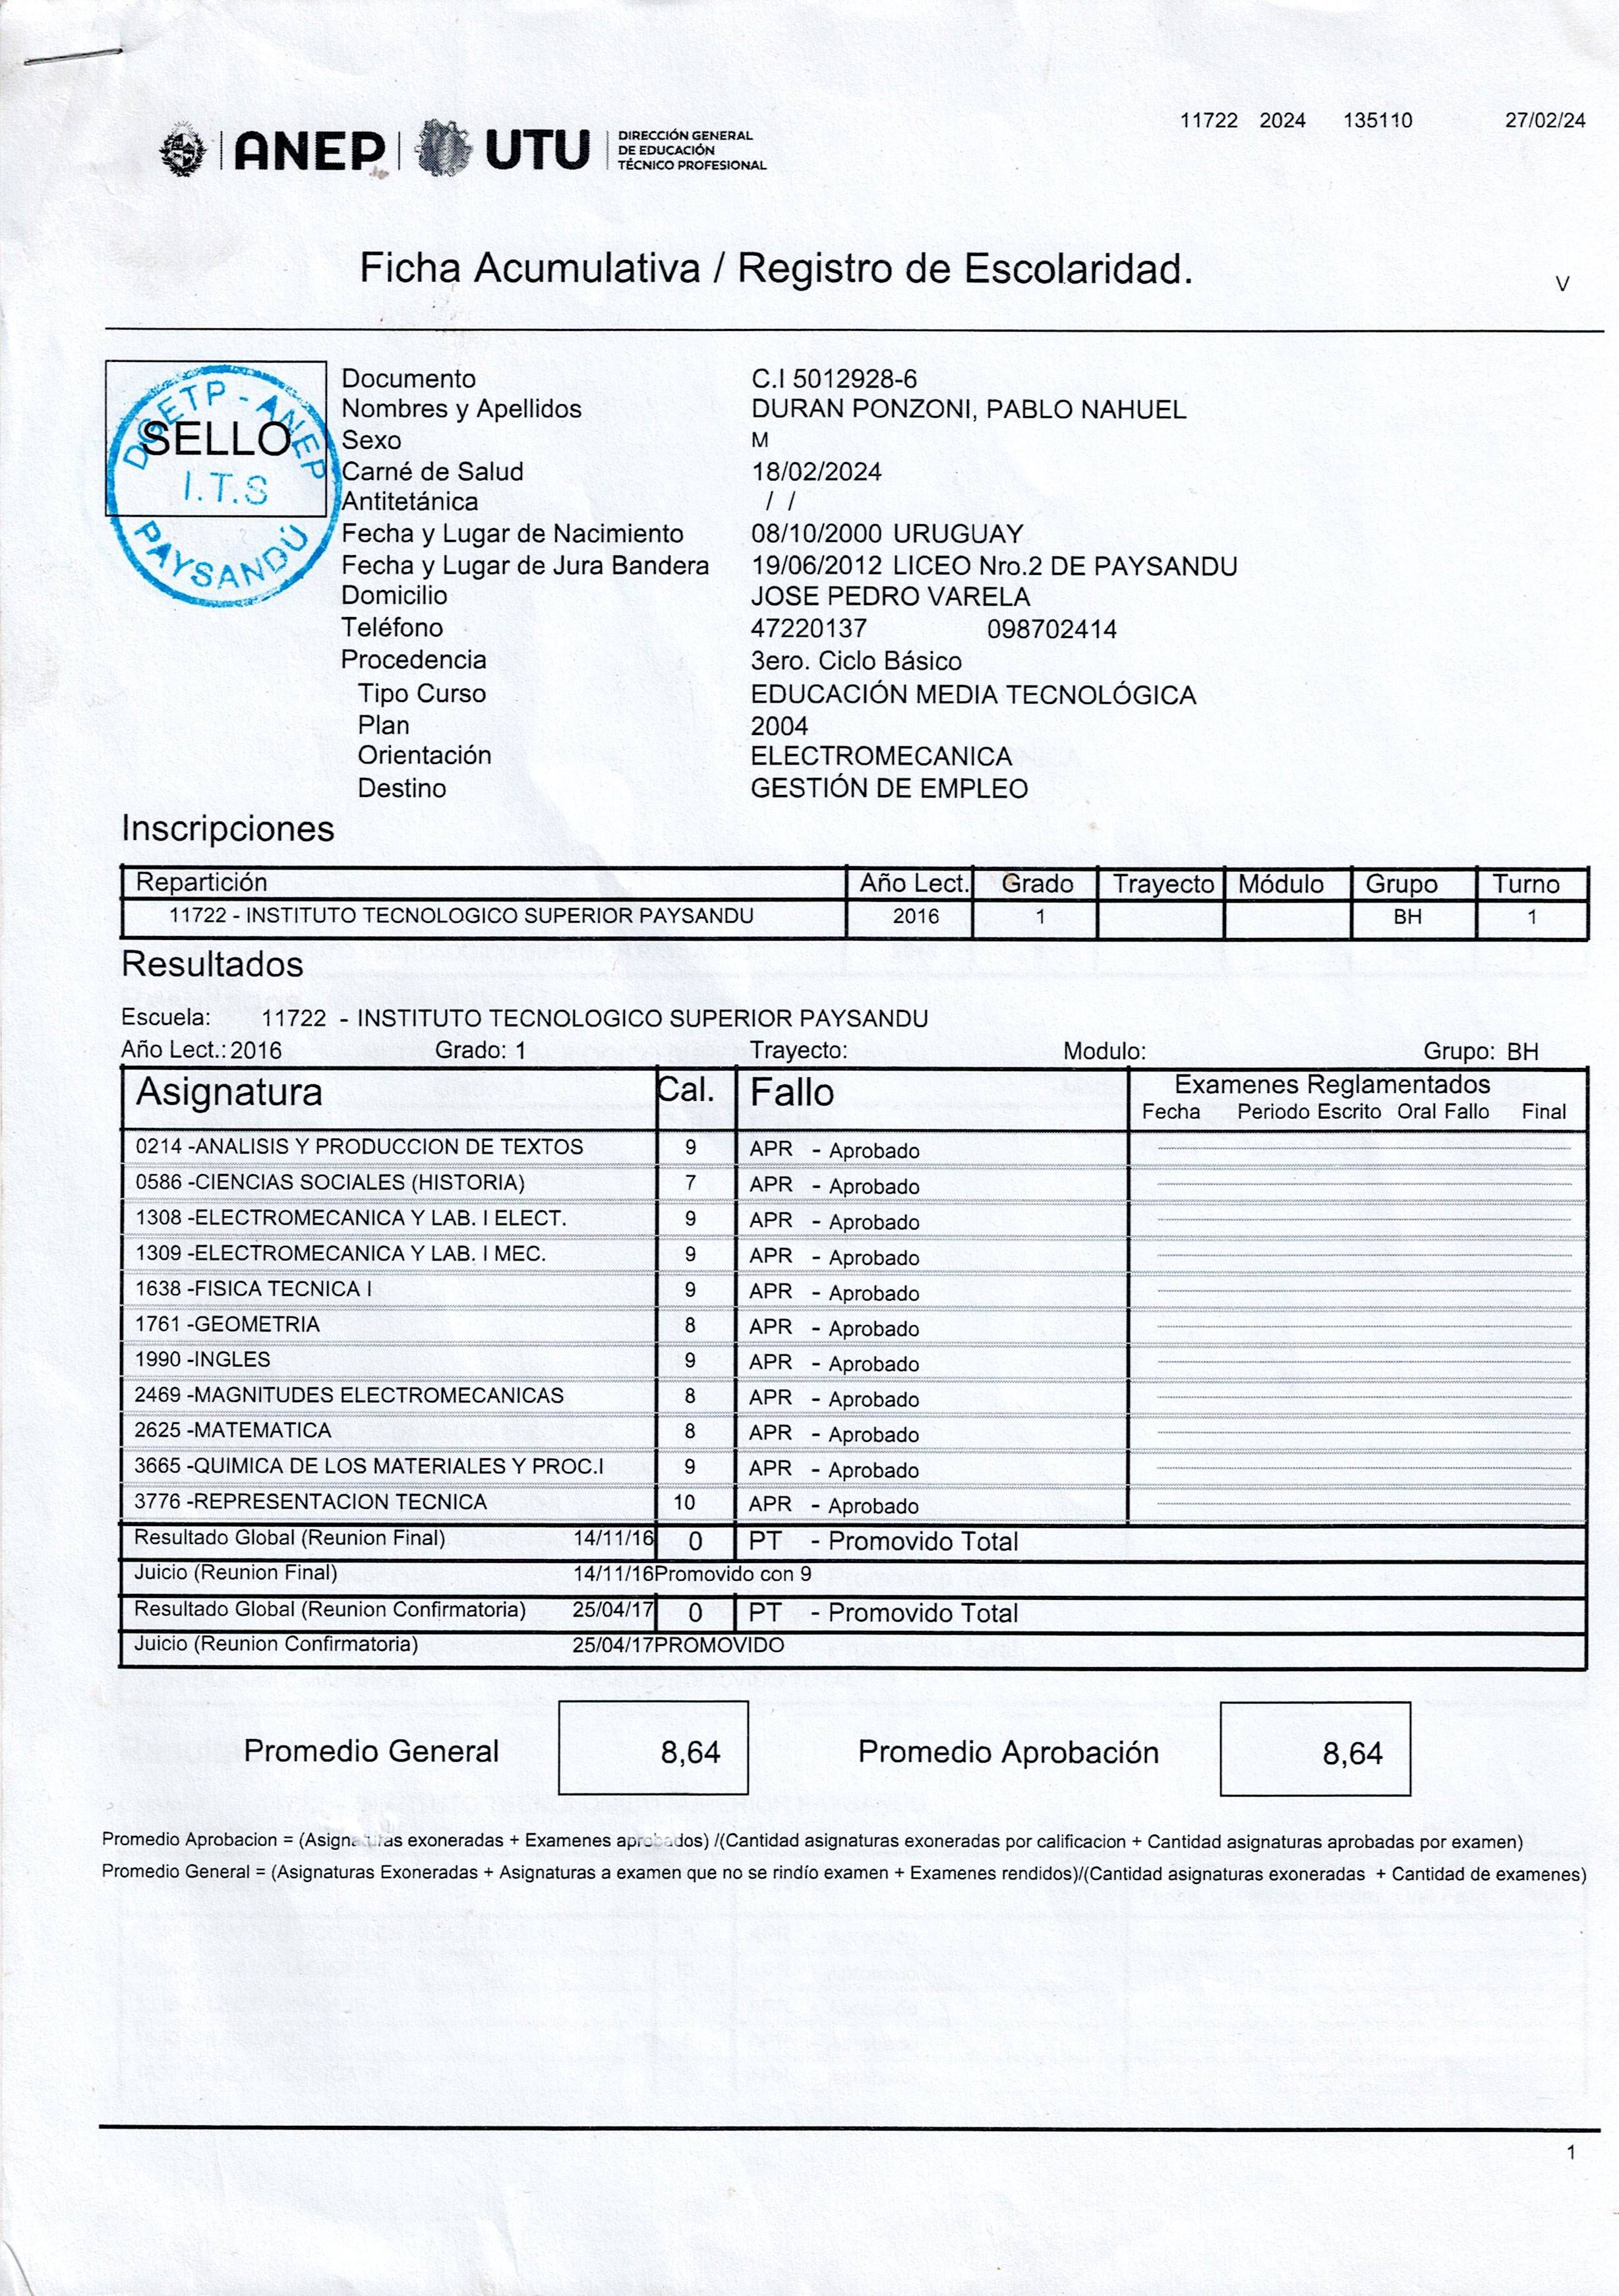 11722 2024 135110 27/02/24
ANEP UTU DIRECCIÓN GENERAL
DE EDUCACIÓN
TÉCNICO PROFESIONAL
Ficha Acumulativa / Registro de Escolaridad.
V
DGETP - ANEP
SELLO
I.T.S
PAYSANDÚ
Documento C.I 5012928-6
Nombres y Apellidos DURAN PONZONI, PABLO NAHUEL
Sexo M
Carné de Salud 18/02/2024
Antitetánica / /
Fecha y Lugar de Nacimiento 08/10/2000 URUGUAY
Fecha y Lugar de Jura Bandera 19/06/2012 LICEO Nro.2 DE PAYSANDU
Domicilio JOSE PEDRO VARELA
Teléfono 47220137 098702414
Procedencia 3ero. Ciclo Básico
Tipo Curso EDUCACIÓN MEDIA TECNOLÓGICA
Plan 2004
Orientación ELECTROMECANICA
Destino GESTIÓN DE EMPLEO
Inscripciones
Repartición Año Lect. Grado Trayecto Módulo Grupo Turno
11722 - INSTITUTO TECNOLOGICO SUPERIOR PAYSANDU 2016 1 BH 1
Resultados
Escuela: 11722 - INSTITUTO TECNOLOGICO SUPERIOR PAYSANDU
Año Lect.: 2016 Grado: 1 Trayecto: Modulo: Grupo: BH
Asignatura Cal. Fallo Examenes Reglamentados
Fecha Periodo Escrito Oral Fallo Final
0214 -ANALISIS Y PRODUCCION DE TEXTOS 9 APR - Aprobado
0586 -CIENCIAS SOCIALES (HISTORIA) 7 APR - Aprobado
1308 -ELECTROMECANICA Y LAB. I ELECT. 9 APR - Aprobado
1309 -ELECTROMECANICA Y LAB. I MEC. 9 APR - Aprobado
1638 -FISICA TECNICA I 9 APR - Aprobado
1761 -GEOMETRIA 8 APR - Aprobado
1990 -INGLES 9 APR - Aprobado
2469 -MAGNITUDES ELECTROMECANICAS 8 APR - Aprobado
2625 -MATEMATICA 8 APR - Aprobado
3665 -QUIMICA DE LOS MATERIALES Y PROC.I 9 APR - Aprobado
3776 -REPRESENTACION TECNICA 10 APR - Aprobado
Resultado Global (Reunion Final) 14/11/16 0 PT - Promovido Total
Juicio (Reunion Final) 14/11/16Promovido con 9
Resultado Global (Reunion Confirmatoria) 25/04/17 0 PT - Promovido Total
Juicio (Reunion Confirmatoria) 25/04/17PROMOVIDO
Promedio General 8,64 Promedio Aprobación 8,64
Promedio Aprobacion = (Asignaturas exoneradas + Examenes aprobados) /(Cantidad asignaturas exoneradas por calificacion + Cantidad asignaturas aprobadas por examen)
Promedio General = (Asignaturas Exoneradas + Asignaturas a examen que no se rindío examen + Examenes rendidos)/(Cantidad asignaturas exoneradas + Cantidad de examenes)
1